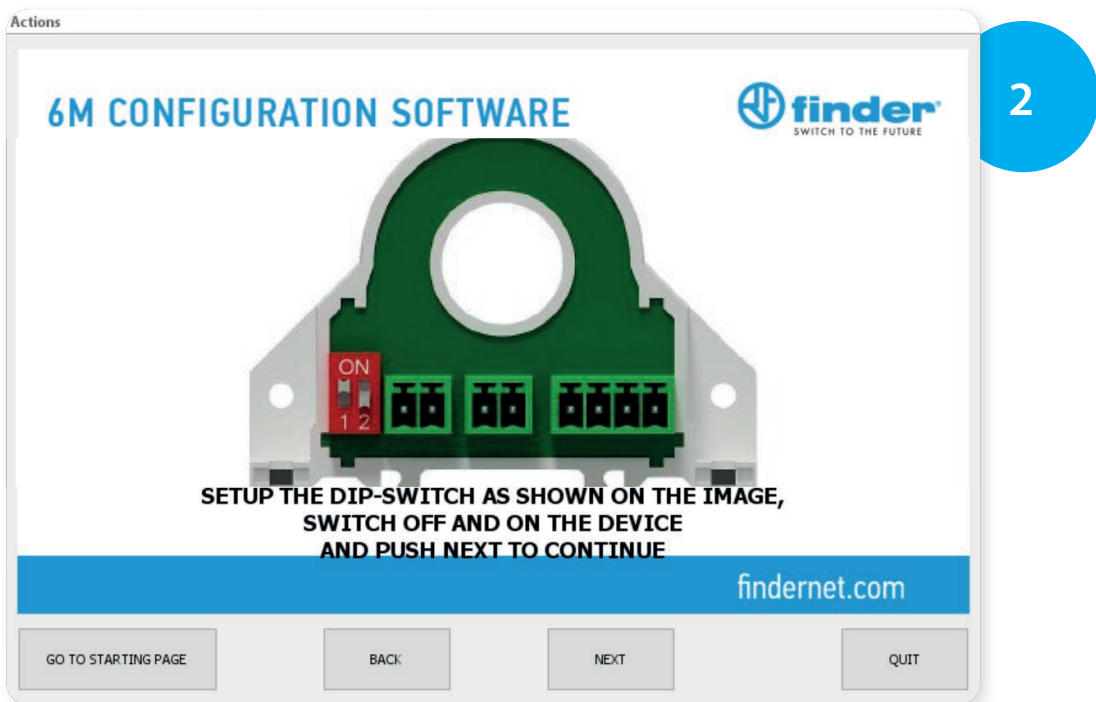 Actions
6M CONFIGURATION SOFTWARE
finder
SWITCH TO THE FUTURE
2
ON
1 2
SETUP THE DIP-SWITCH AS SHOWN ON THE IMAGE,
SWITCH OFF AND ON THE DEVICE
AND PUSH NEXT TO CONTINUE
findernet.com
GO TO STARTING PAGE
BACK
NEXT
QUIT